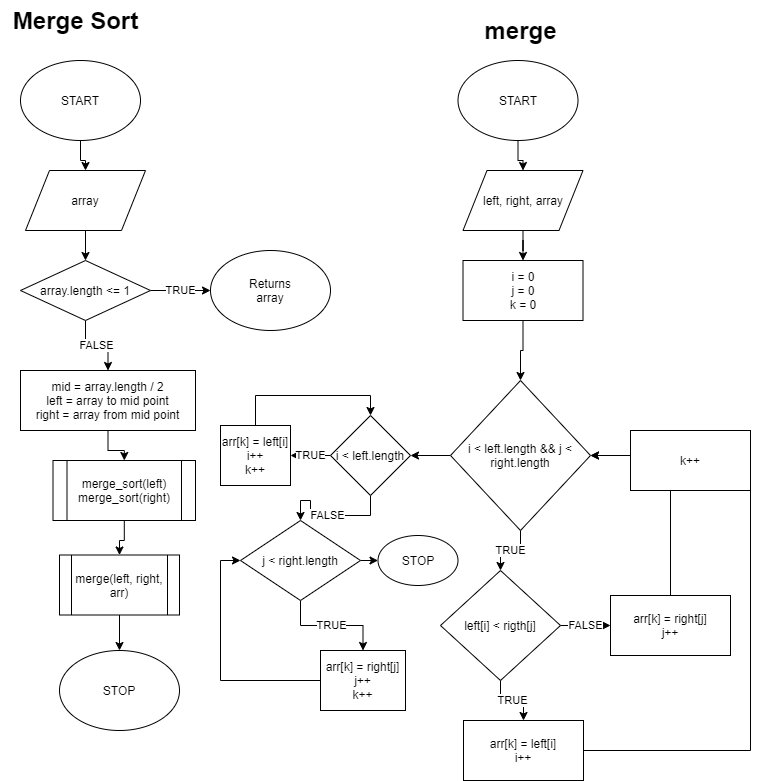 Merge Sort
START
array
array.length <= 1
TRUE
Returns
array
FALSE
mid = array.length / 2
left = array to mid point
right = array from mid point
merge_sort(left)
merge_sort(right)
merge(left, right,
arr)
STOP
merge
START
left, right, array
i = 0
j = 0
k = 0
i < left.length && j <
right.length
k++
TRUE
left[i] < rigth[j]
FALSE
arr[k] = right[j]
j++
TRUE
arr[k] = left[i]
i++
i < left.length
TRUE
arr[k] = left[i]
i++
k++
FALSE
j < right.length
STOP
TRUE
arr[k] = right[j]
j++
k++